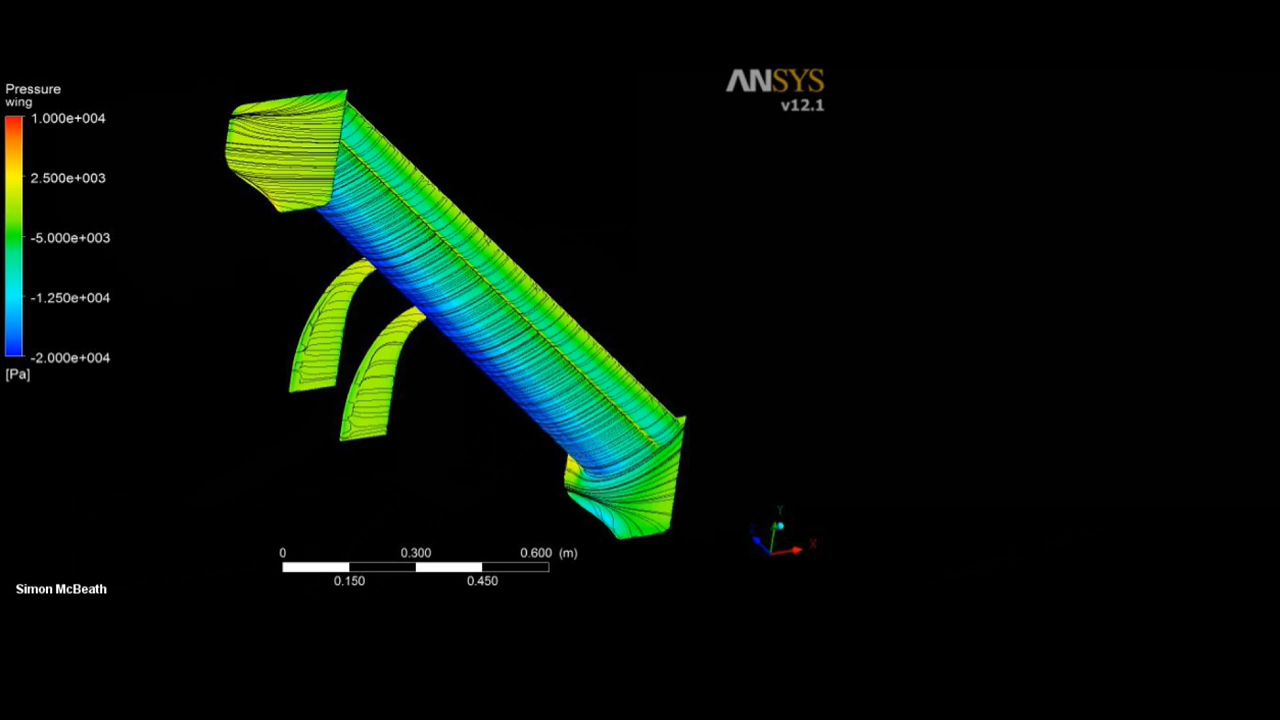 ANSYS
v12.1
Pressure
wing
1.000e+004
2.500e+003
-5.000e+003
-1.250e+004
-2.000e+004
[Pa]
0 0.300 0.600 (m)
0.150 0.450
Y
X
Simon McBeath